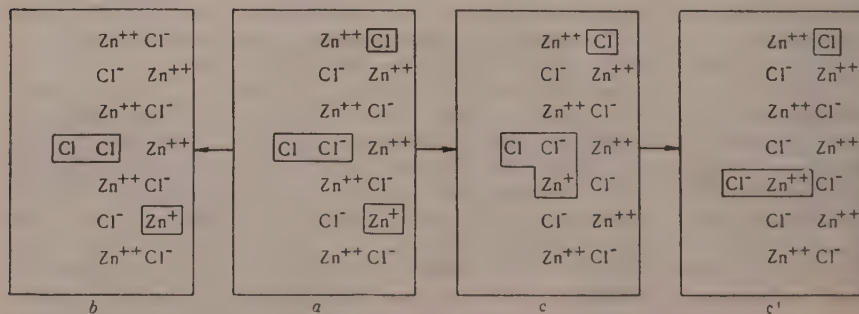 Zn⁺⁺ Cl⁻
Cl⁻ Zn⁺⁺
Zn⁺⁺ Cl⁻
Cl Cl Zn⁺⁺
Zn⁺⁺ Cl⁻
Cl⁻ Zn⁺
Zn⁺⁺ Cl⁻
b
Zn⁺⁺ Cl
Cl⁻ Zn⁺⁺
Zn⁺⁺ Cl⁻
Cl Cl⁻ Zn⁺⁺
Zn⁺⁺ Cl⁻
Cl⁻ Zn⁺
Zn⁺⁺ Cl⁻
a
Zn⁺⁺ Cl
Cl⁻ Zn⁺⁺
Zn⁺⁺ Cl⁻
Cl Cl⁻ Zn⁺⁺
Zn⁺ Cl⁻
Cl⁻ Zn⁺⁺
Zn⁺⁺ Cl⁻
c
Zn⁺⁺ Cl
Cl⁻ Zn⁺⁺
Zn⁺⁺ Cl⁻
Cl⁻ Zn⁺⁺
Cl⁻ Zn⁺⁺ Cl⁻
Cl⁻ Zn⁺⁺
Zn⁺⁺ Cl⁻
c'